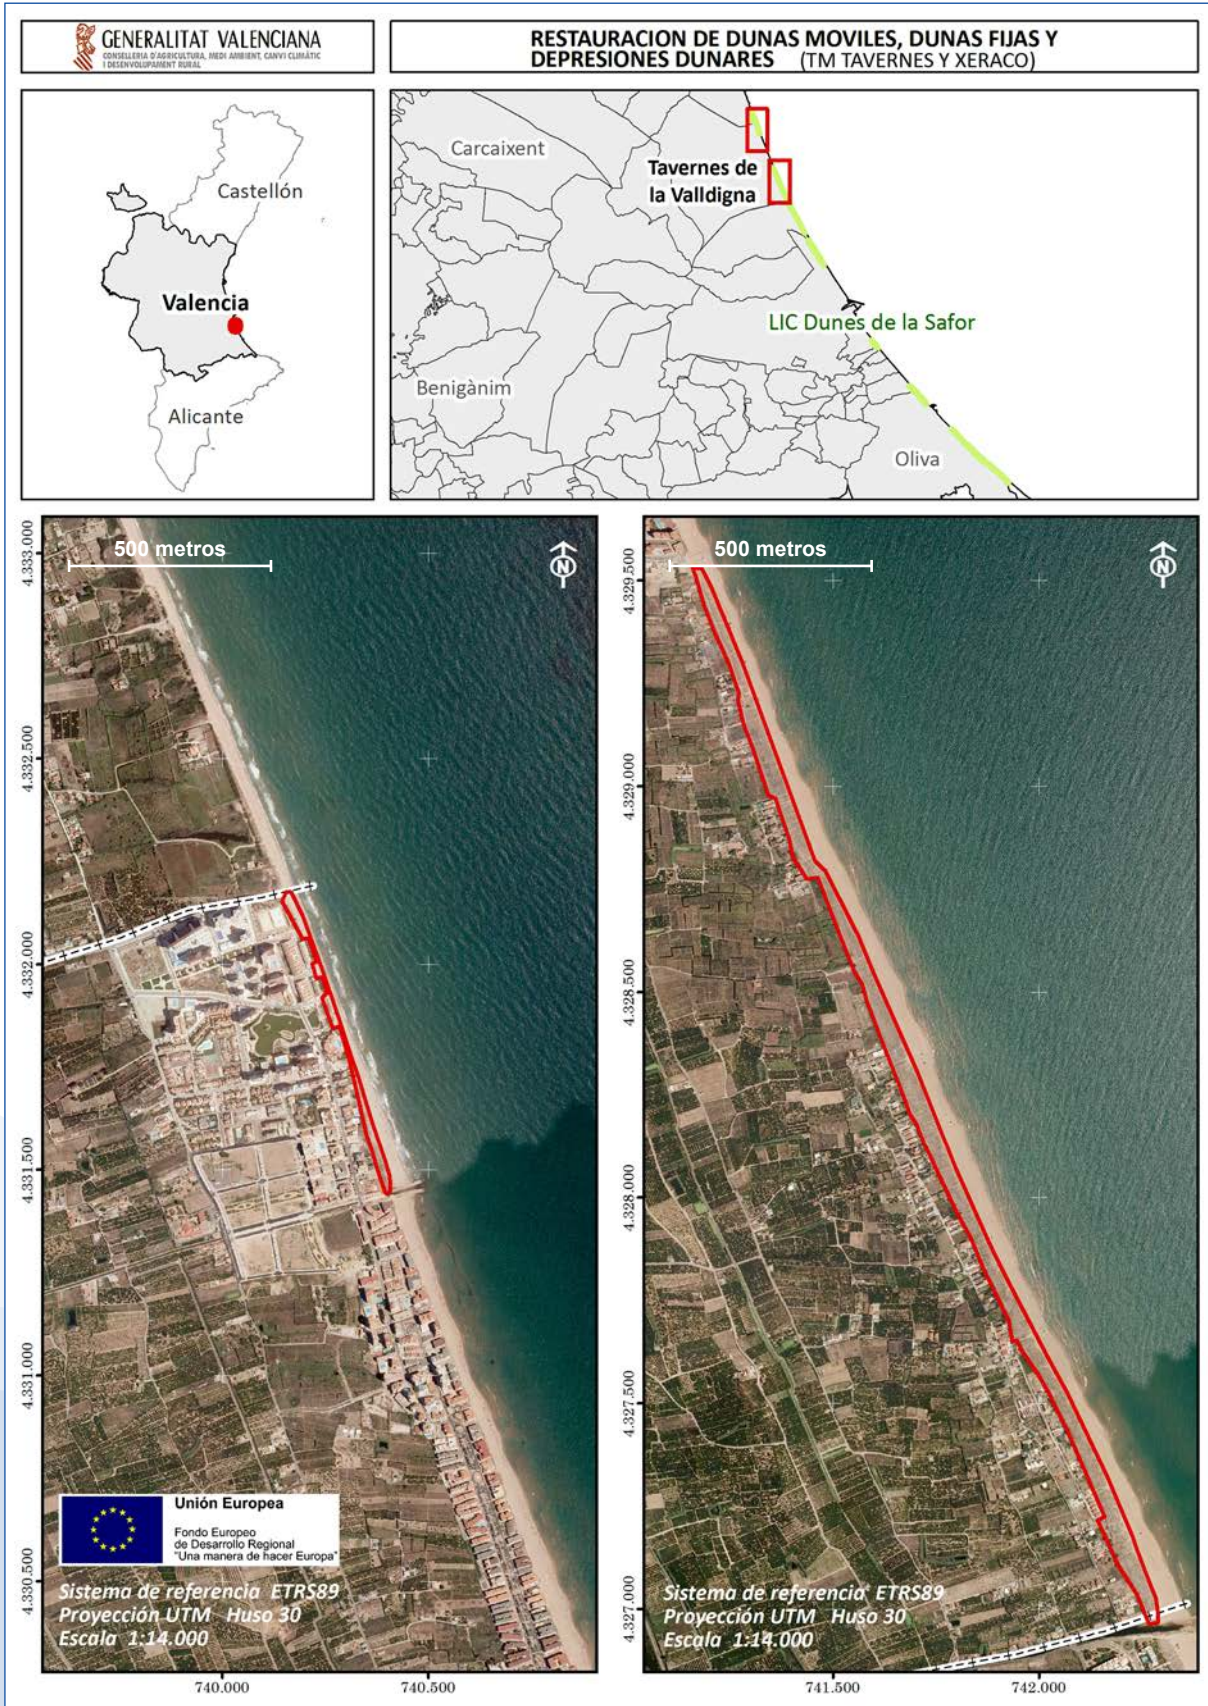 GENERALITAT VALENCIANA
CONSELLERIA D'AGRICULTURA, MEDI AMBIENT, CANVI CLIMÀTIC
I DESENVOLUPAMENT RURAL
RESTAURACION DE DUNAS MOVILES, DUNAS FIJAS Y
DEPRESIONES DUNARES (TM TAVERNES Y XERACO)
Castellón
Valencia
Alicante
Carcaixent
Tavernes de
la Valldigna
LIC Dunes de la Safor
Benigànim
Oliva
500 metros
N
4.333.000
4.332.500
4.332.000
4.331.500
4.331.000
4.330.500
Unión Europea
Fondo Europeo
de Desarrollo Regional
"Una manera de hacer Europa"
Sistema de referencia ETRS89
Proyección UTM Huso 30
Escala 1:14.000
740.000
740.500
500 metros
N
4.329.500
4.329.000
4.328.500
4.328.000
4.327.500
4.327.000
Sistema de referencia ETRS89
Proyección UTM Huso 30
Escala 1:14.000
741.500
742.000